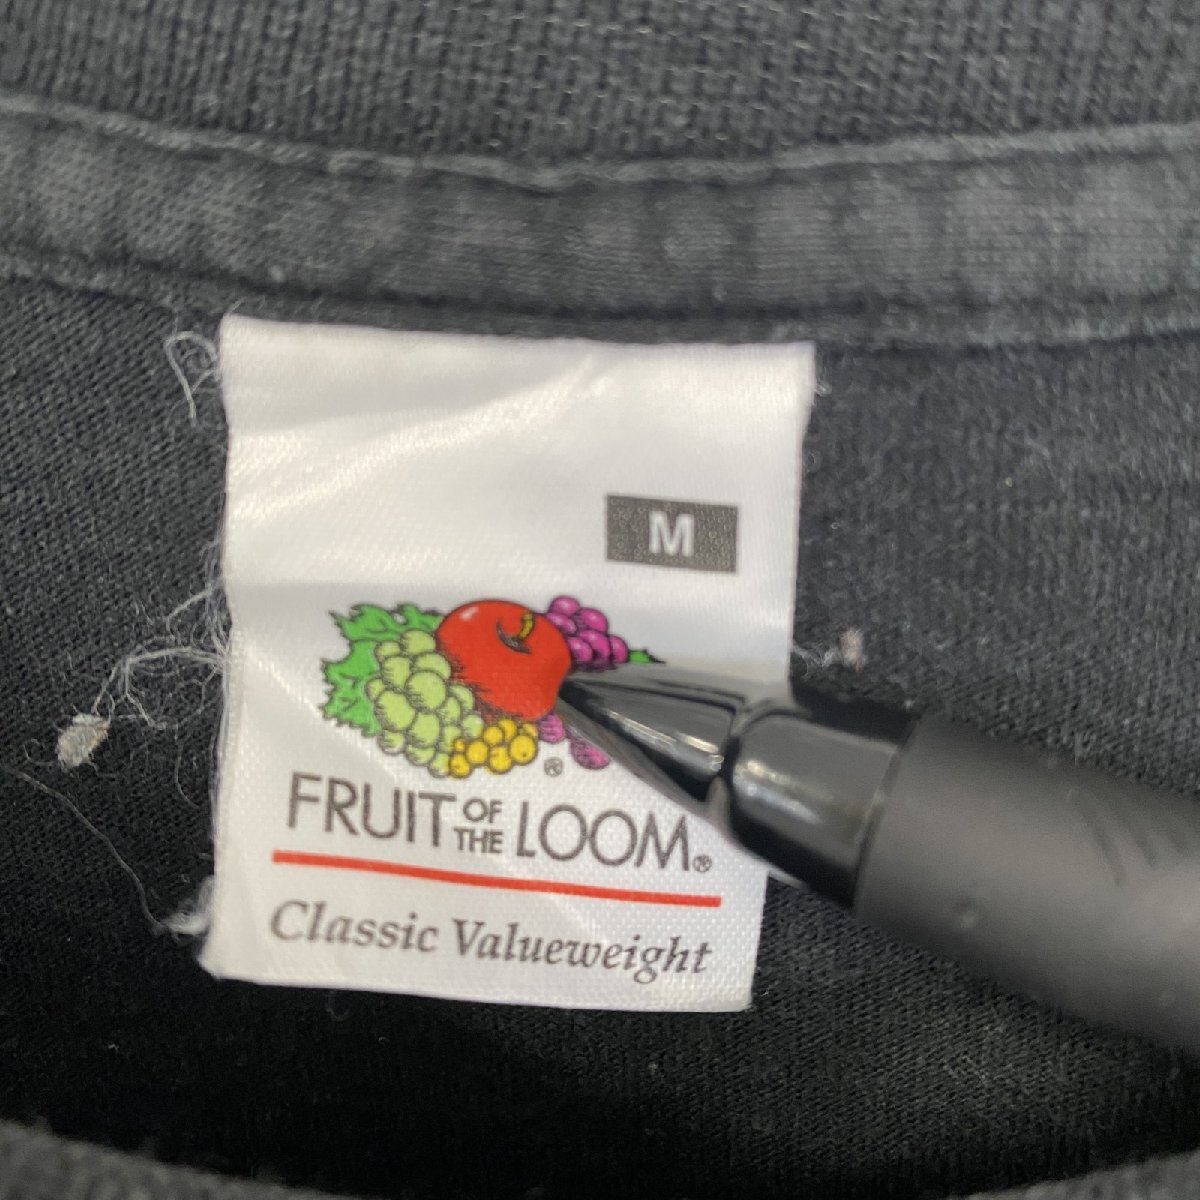 M
®
FRUIT OF THE LOOM®
Classic Valueweight